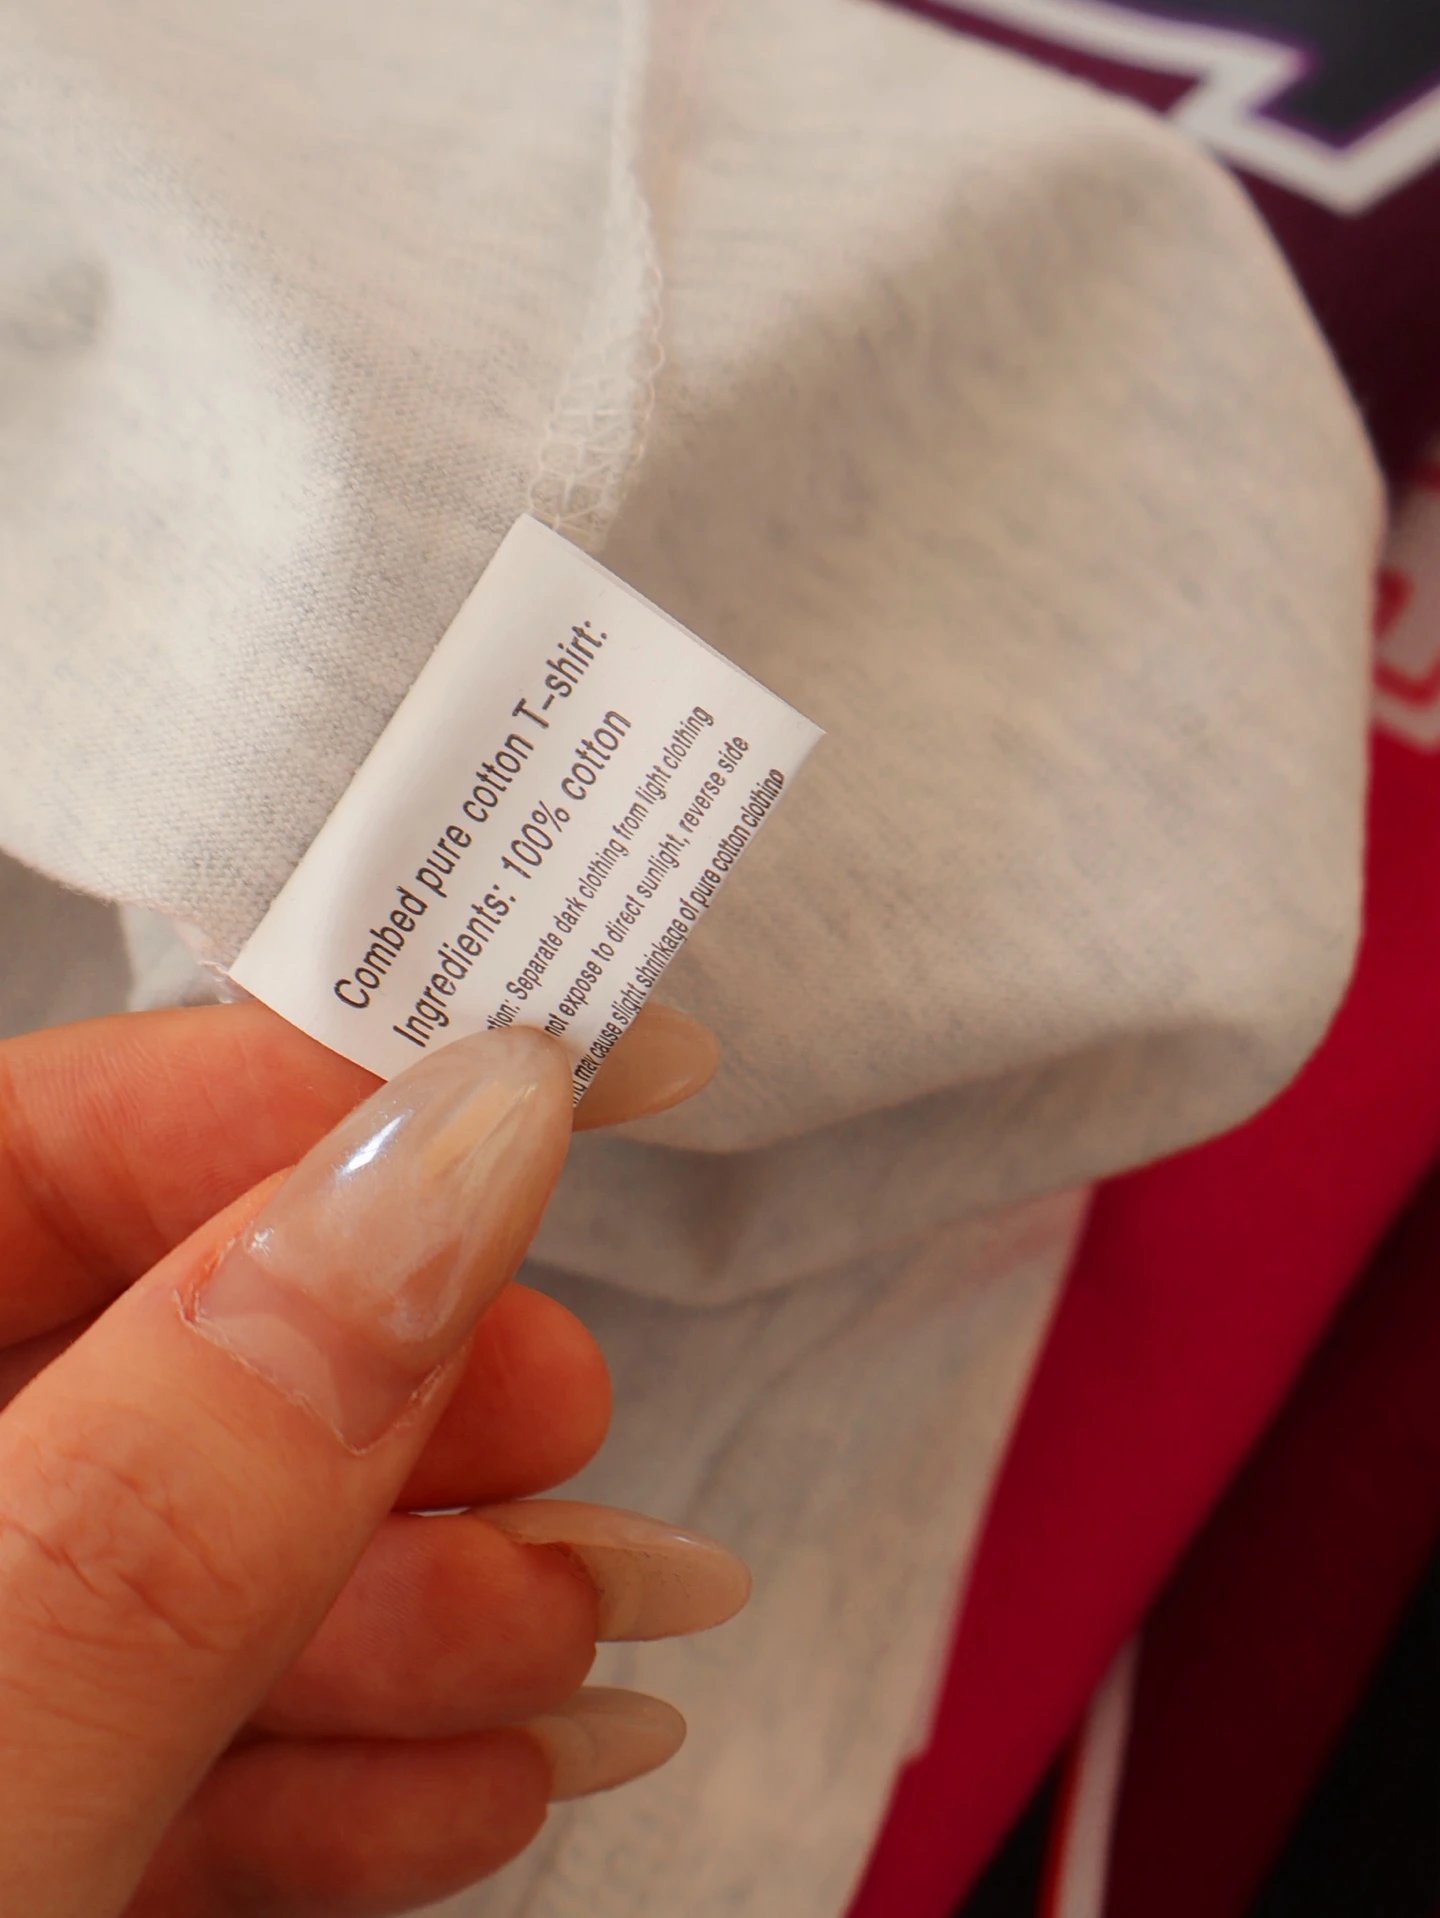 Combed pure cotton T-shirt:
Ingredients: 100% cotton
Separate dark clothing from light clothing
not expose to direct sunlight, reverse side
may cause slight shrinkage of pure cotton clothing